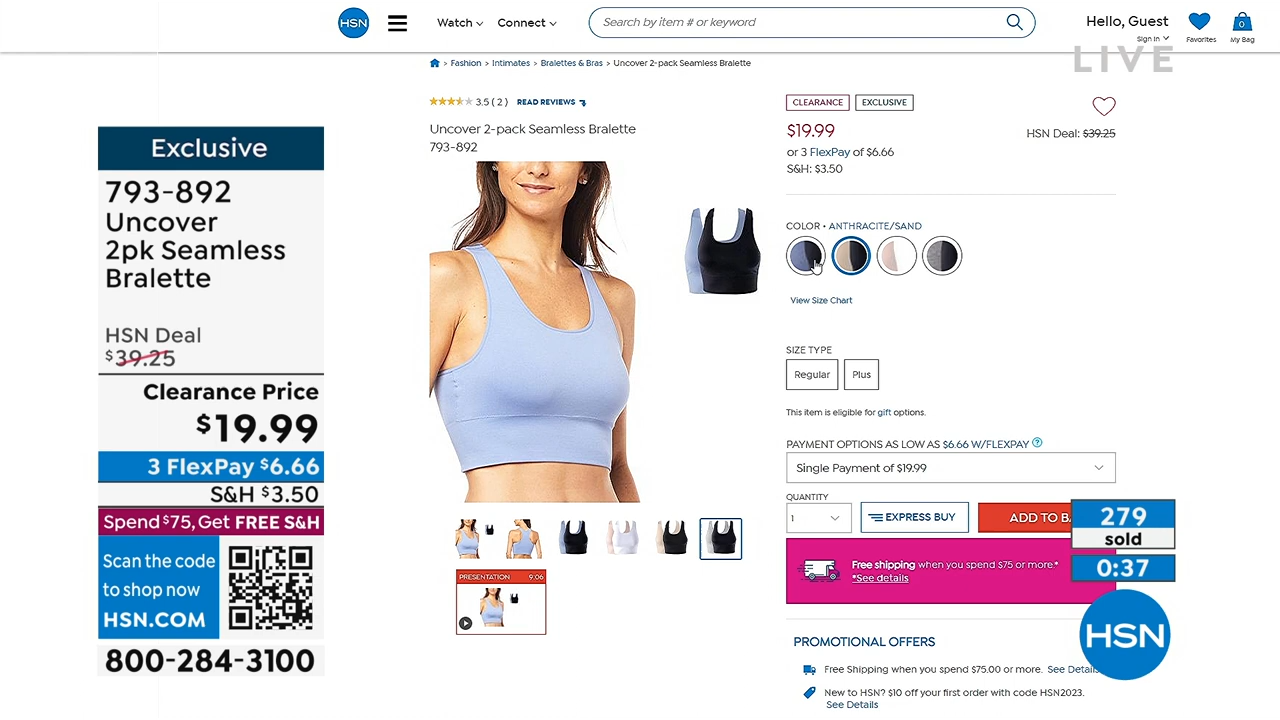 HSN
Watch
Connect
Search by item # or keyword
Hello, Guest
Sign In
Favorites
0
My Bag
LIVE
> Fashion > Intimates > Bralettes & Bras > Uncover 2-pack Seamless Bralette
3.5 ( 2 ) READ REVIEWS
Uncover 2-pack Seamless Bralette
793-892
CLEARANCE
EXCLUSIVE
$19.99
HSN Deal: $39.25
or 3 FlexPay of $6.66
S&H: $3.50
COLOR • ANTHRACITE/SAND
View Size Chart
SIZE TYPE
Regular
Plus
This item is eligible for gift options.
PAYMENT OPTIONS AS LOW AS $6.66 W/FLEXPAY ?
Single Payment of $19.99
QUANTITY
1
EXPRESS BUY
ADD TO B
Free shipping when you spend $75 or more.*
*See details
PROMOTIONAL OFFERS
Free Shipping when you spend $75.00 or more. See Details
New to HSN? $10 off your first order with code HSN2023.
See Details
PRESENTATION 9:06
Exclusive
793-892
Uncover
2pk Seamless
Bralette
HSN Deal
$39.25
Clearance Price
$19.99
3 FlexPay $6.66
S&H $3.50
Spend $75, Get FREE S&H
Scan the code
to shop now
HSN.COM
800-284-3100
279
sold
0:37
HSN